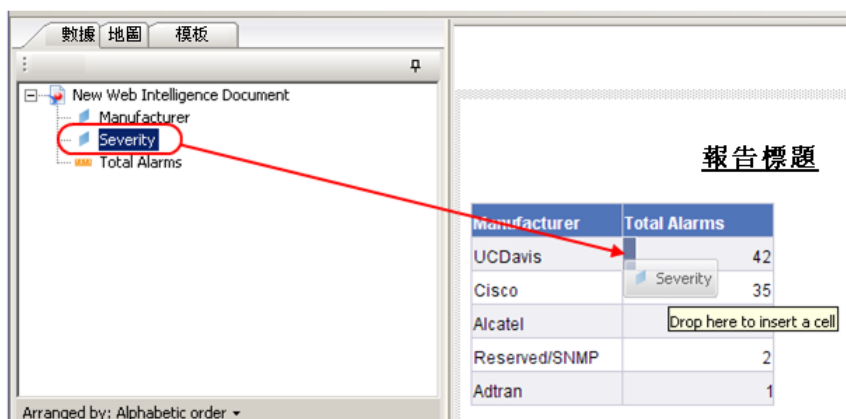 數據 地圖 模板
New Web Intelligence Document
Manufacturer
Severity
Total Alarms
Arranged by: Alphabetic order
報告標題
Manufacturer Total Alarms
UCDavis 42
Severity
Cisco 35
Alcatel
Drop here to insert a cell
Reserved/SNMP 2
Adtran 1